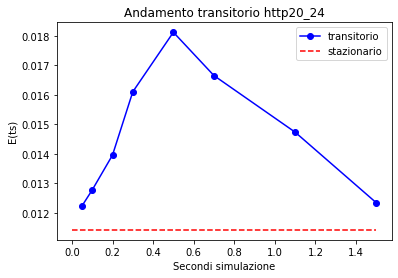 Andamento transitorio http20_24
transitorio
stazionario
0.018
0.017
0.016
0.015
0.014
0.013
0.012
E(ts)
0.0 0.2 0.4 0.6 0.8 1.0 1.2 1.4
Secondi simulazione